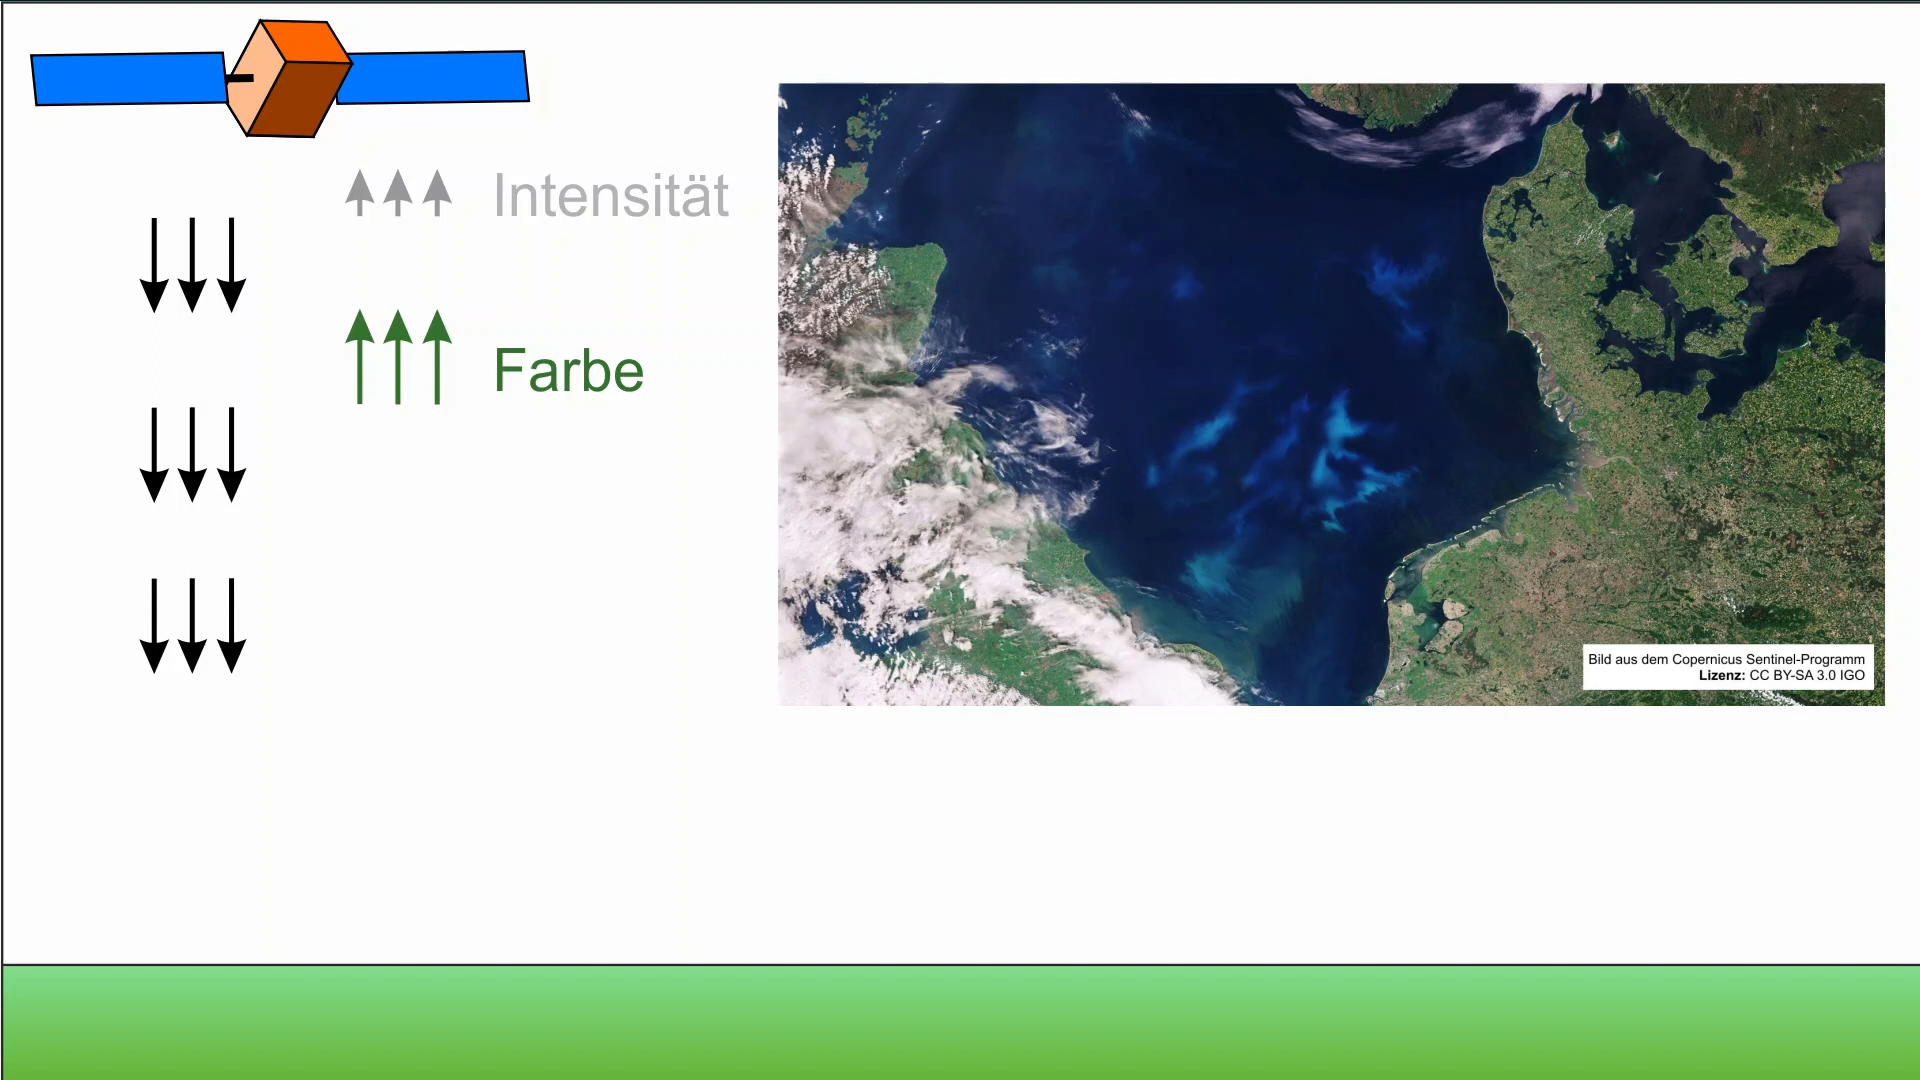 Intensität
Farbe
Bild aus dem Copernicus Sentinel-Programm
Lizenz: CC BY-SA 3.0 IGO